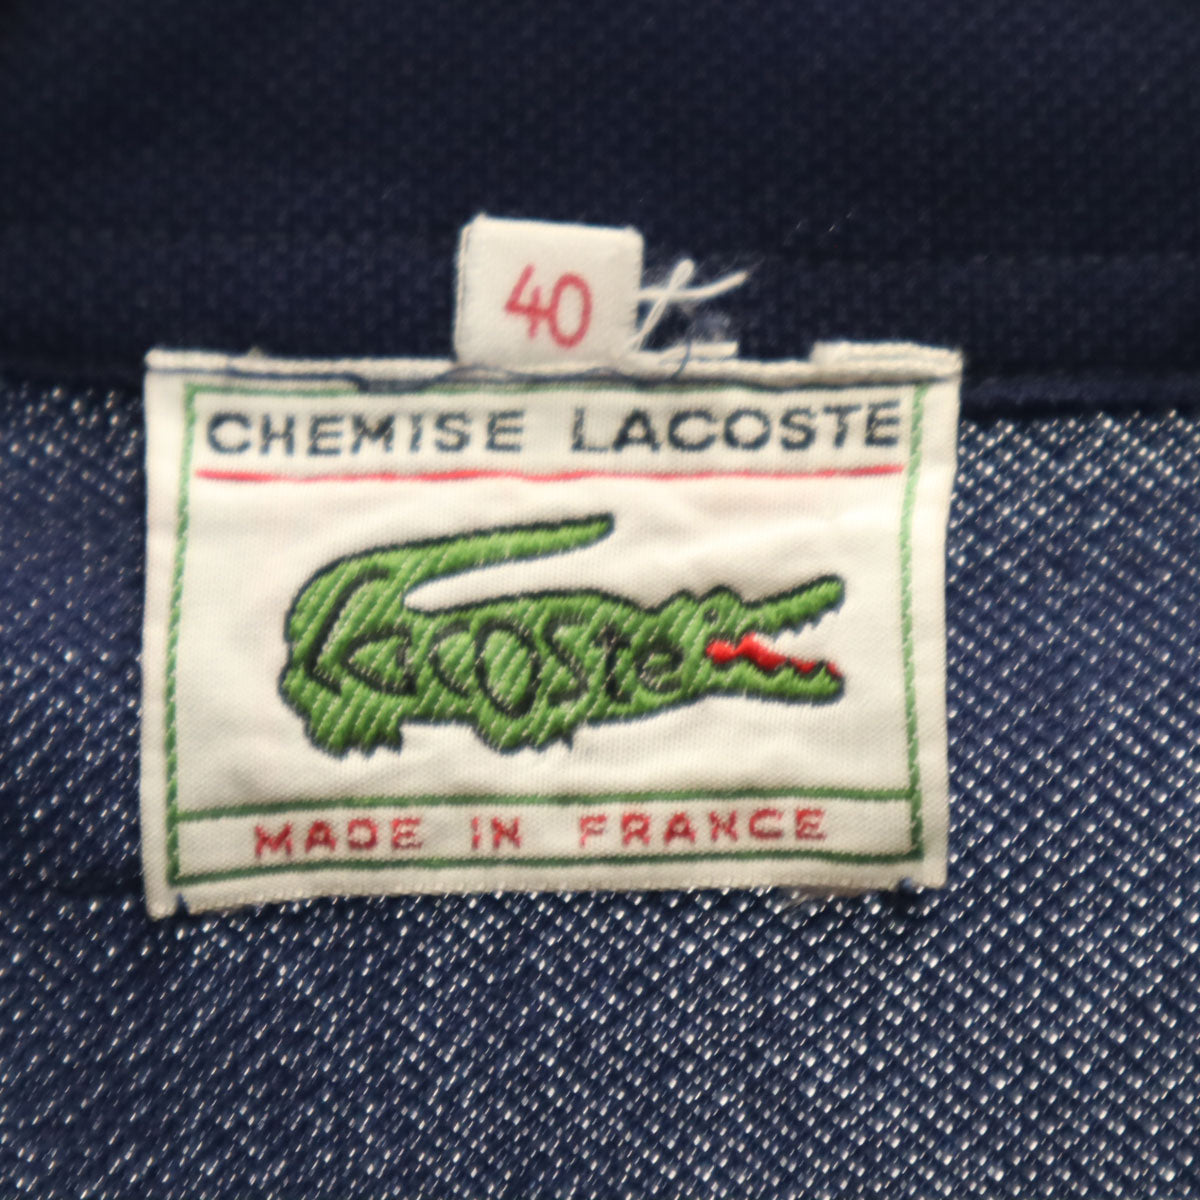 40
CHEMISE LACOSTE
Lacoste
MADE IN FRANCE